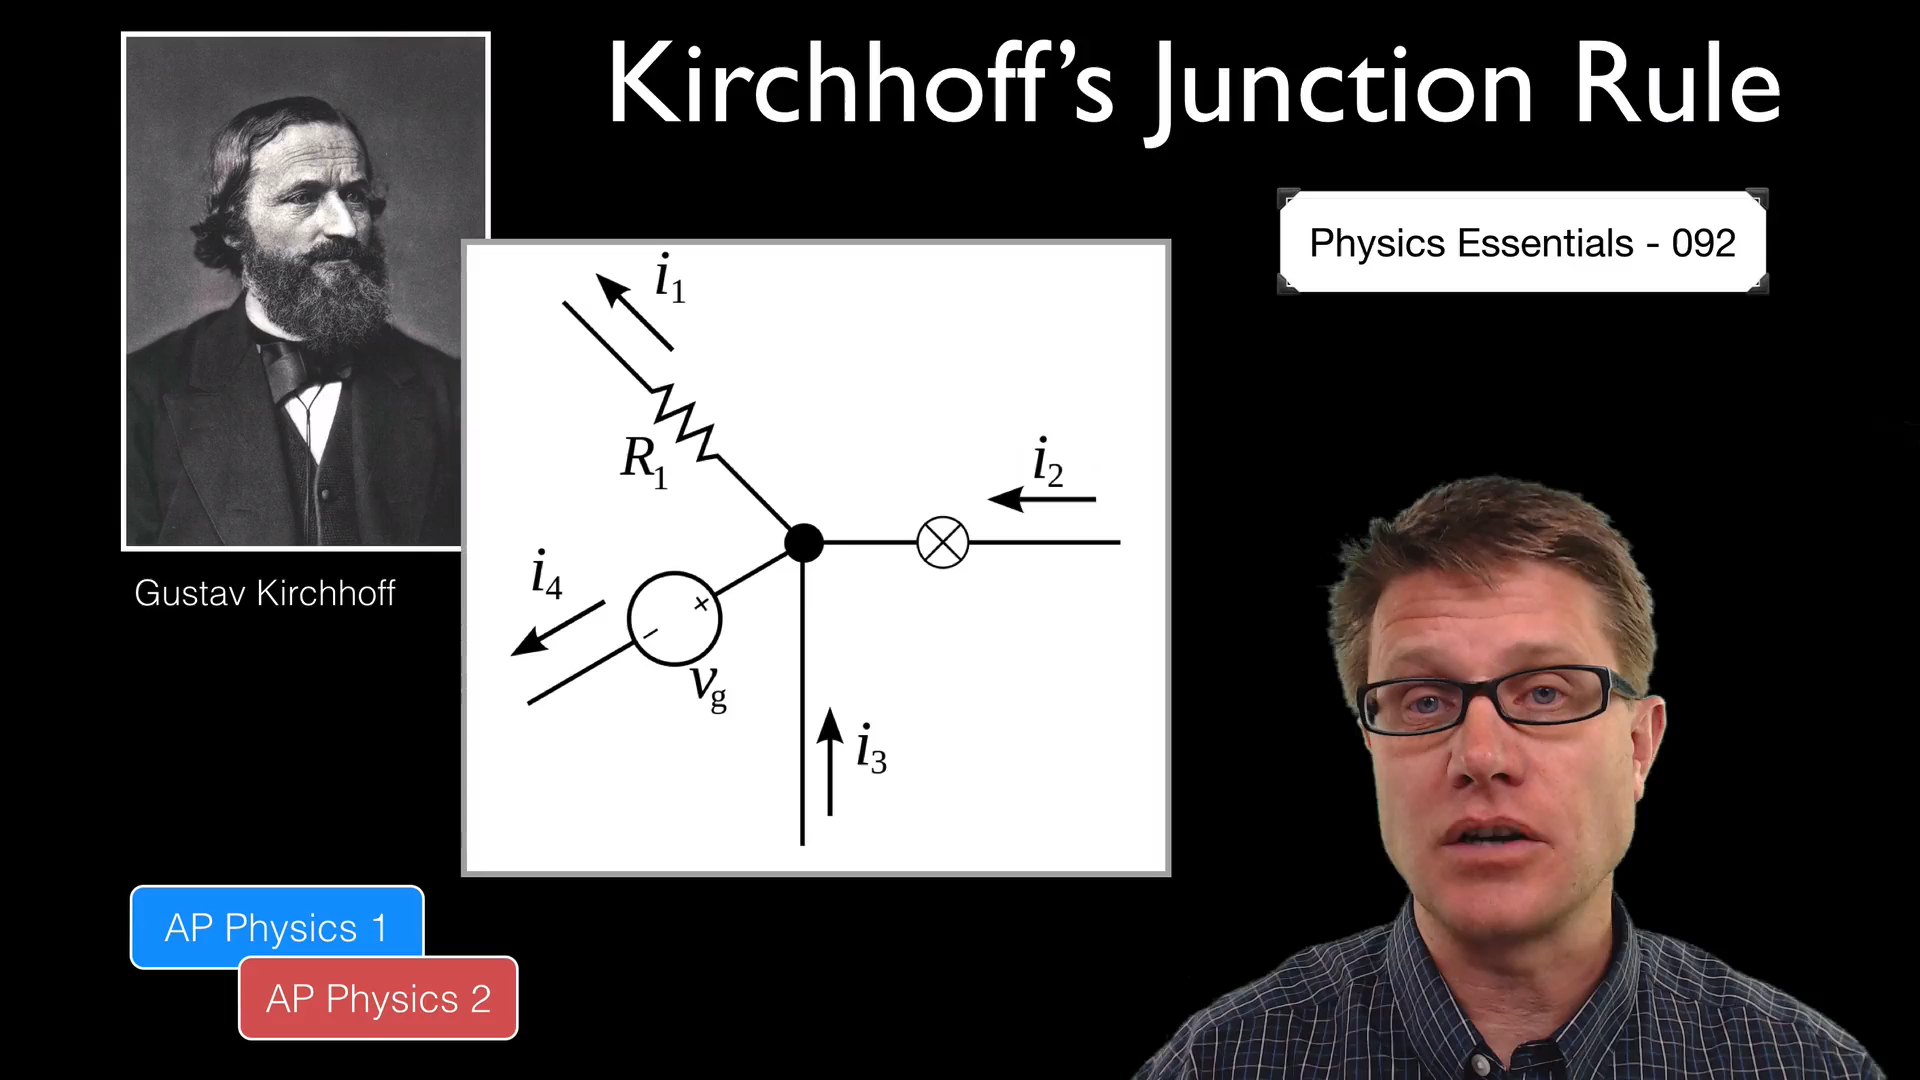 Kirchhoff’s Junction Rule
Physics Essentials - 092
i1
R1
i2
i4
+
−
vg
i3
Gustav Kirchhoff
AP Physics 1
AP Physics 2